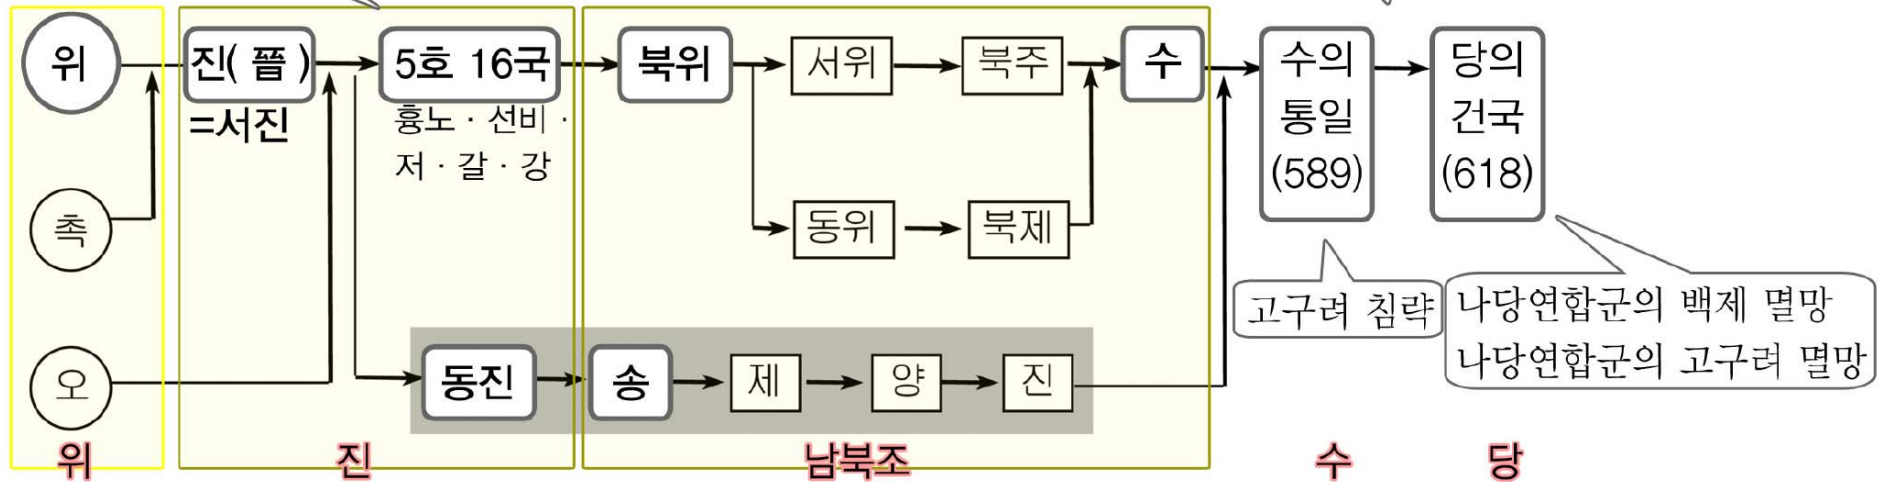 위
진( 晉 )
=서진
5호 16국
흉노 · 선비 ·
저 · 갈 · 강
북위
서위
북주
수
수의
통일
(589)
당의
건국
(618)
촉
동위
북제
고구려 침략
나당연합군의 백제 멸망
나당연합군의 고구려 멸망
오
동진
송
제
양
진
위
진
남북조
수
당